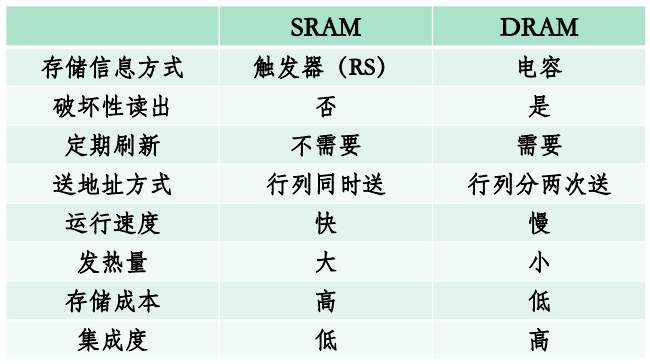 SRAM DRAM
存储信息方式 触发器（RS） 电容
破坏性读出 否 是
定期刷新 不需要 需要
送地址方式 行列同时送 行列分两次送
运行速度 快 慢
发热量 大 小
存储成本 高 低
集成度 低 高